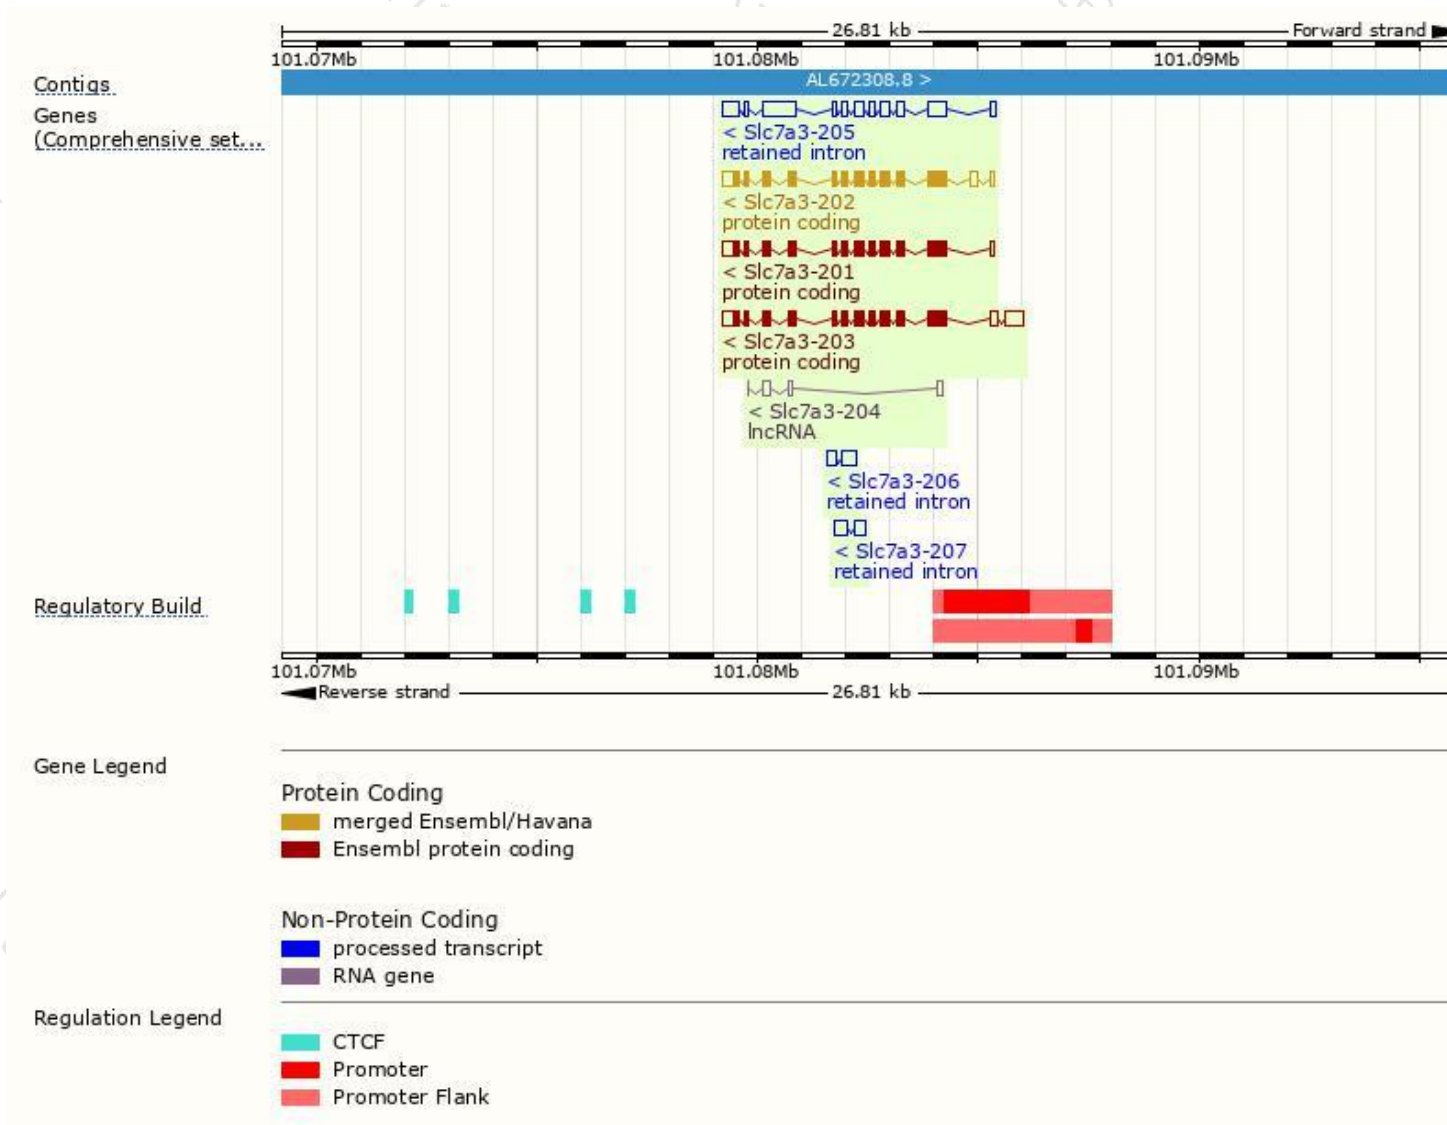 26.81 kb Forward strand
101.07Mb 101.08Mb 101.09Mb
Contigs AL672308.8 >
Genes
(Comprehensive set...
< Slc7a3-205
retained intron
< Slc7a3-202
protein coding
< Slc7a3-201
protein coding
< Slc7a3-203
protein coding
< Slc7a3-204
lncRNA
< Slc7a3-206
retained intron
< Slc7a3-207
retained intron
Regulatory Build
101.07Mb 101.08Mb 101.09Mb
Reverse strand 26.81 kb
Gene Legend
Protein Coding
merged Ensembl/Havana
Ensembl protein coding
Non-Protein Coding
processed transcript
RNA gene
Regulation Legend
CTCF
Promoter
Promoter Flank